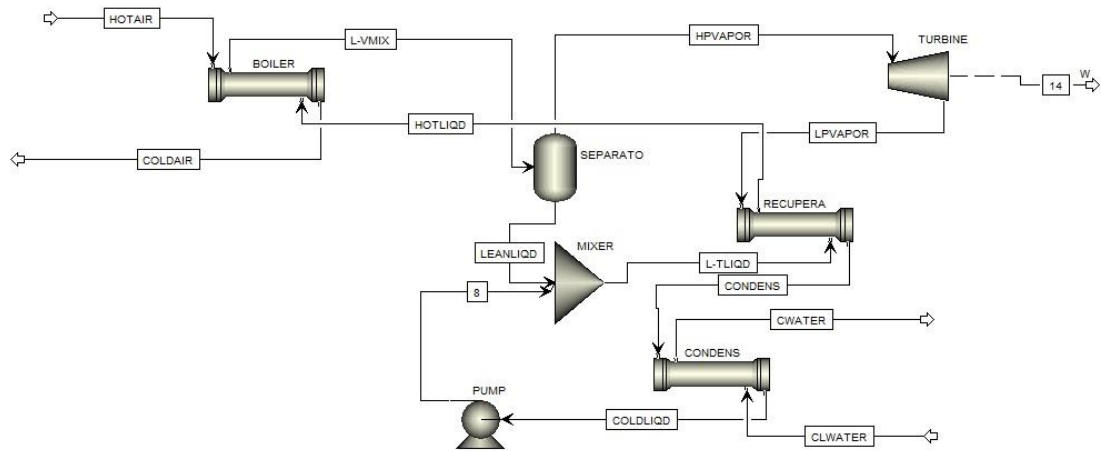 HOTAIR
L-VMIX
HPVAPOR
TURBINE
BOILER
W
14
HOTLIQD
LPVAPOR
COLDAIR
SEPARATO
RECUPERA
LEANLIQD
MIXER
L-TLIQD
CONDENS
8
CWATER
CONDENS
PUMP
COLDLIQD
CLWATER